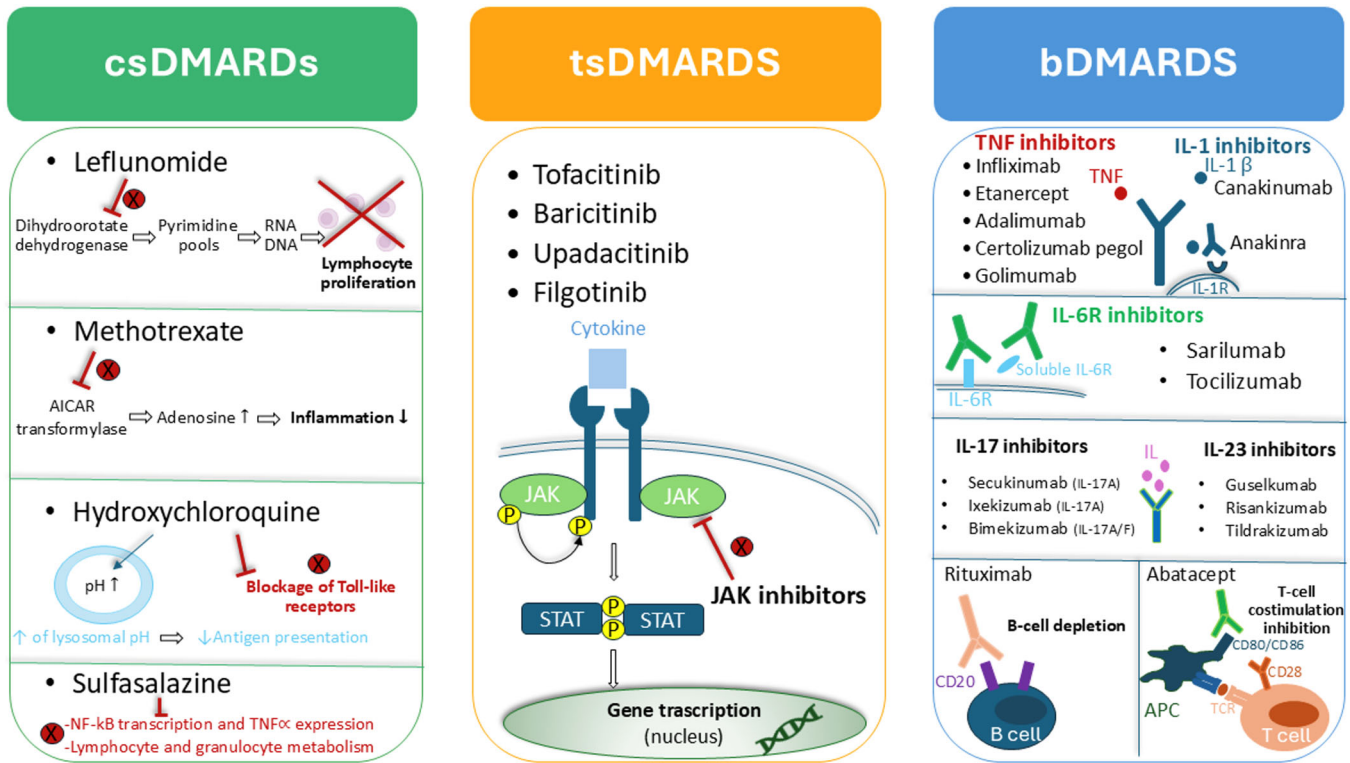 csDMARDs
• Leflunomide
X
Dihydroorotate
dehydrogenase
Pyrimidine
pools
RNA
DNA
Lymphocyte
proliferation
• Methotrexate
X
AICAR
transformylase
Adenosine ↑
Inflammation ↓
• Hydroxychloroquine
pH ↑
X
Blockage of Toll-like
receptors
↑ of lysosomal pH
↓Antigen presentation
• Sulfasalazine
X
-NF-kB transcription and TNF∝ expression
-Lymphocyte and granulocyte metabolism
tsDMARDS
• Tofacitinib
• Baricitinib
• Upadacitinib
• Filgotinib
Cytokine
JAK
JAK
P
P
X
JAK inhibitors
STAT
P
P
STAT
Gene trascription
(nucleus)
bDMARDS
TNF inhibitors
• Infliximab
• Etanercept
• Adalimumab
• Certolizumab pegol
• Golimumab
TNF
IL-1 inhibitors
IL-1 β
Canakinumab
Anakinra
IL-1R
IL-6R inhibitors
Soluble IL-6R
IL-6R
• Sarilumab
• Tocilizumab
IL-17 inhibitors
• Secukinumab (IL-17A)
• Ixekizumab (IL-17A)
• Bimekizumab (IL-17A/F)
IL
IL-23 inhibitors
• Guselkumab
• Risankizumab
• Tildrakizumab
Rituximab
B-cell depletion
CD20
B cell
Abatacept
T-cell
costimulation
inhibition
CD80/CD86
CD28
TCR
APC
T cell